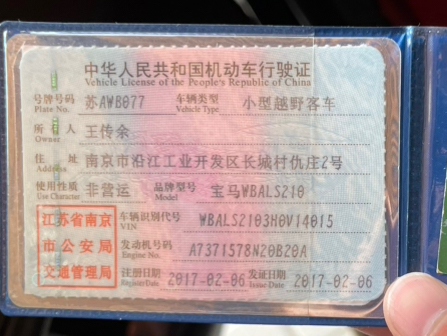 中华人民共和国机动车行驶证
Vehicle License of the People's Republic of China
号牌号码 苏AWB077 车辆类型 小型越野客车
Plate No. Vehicle Type
所有人 王传余
Owner
住址 南京市沿江工业开发区长城村仇庄2号
Address
使用性质 非营运 品牌型号 宝马WBALS210
Use Character Model
江苏省南京 车辆识别代号 WBALS2103H0V14015
VIN
市公安局 发动机号码 A7371578N20B20A
Engine No.
交通管理局 注册日期 2017-02-06 发证日期 2017-02-06
Register Date Issue Date